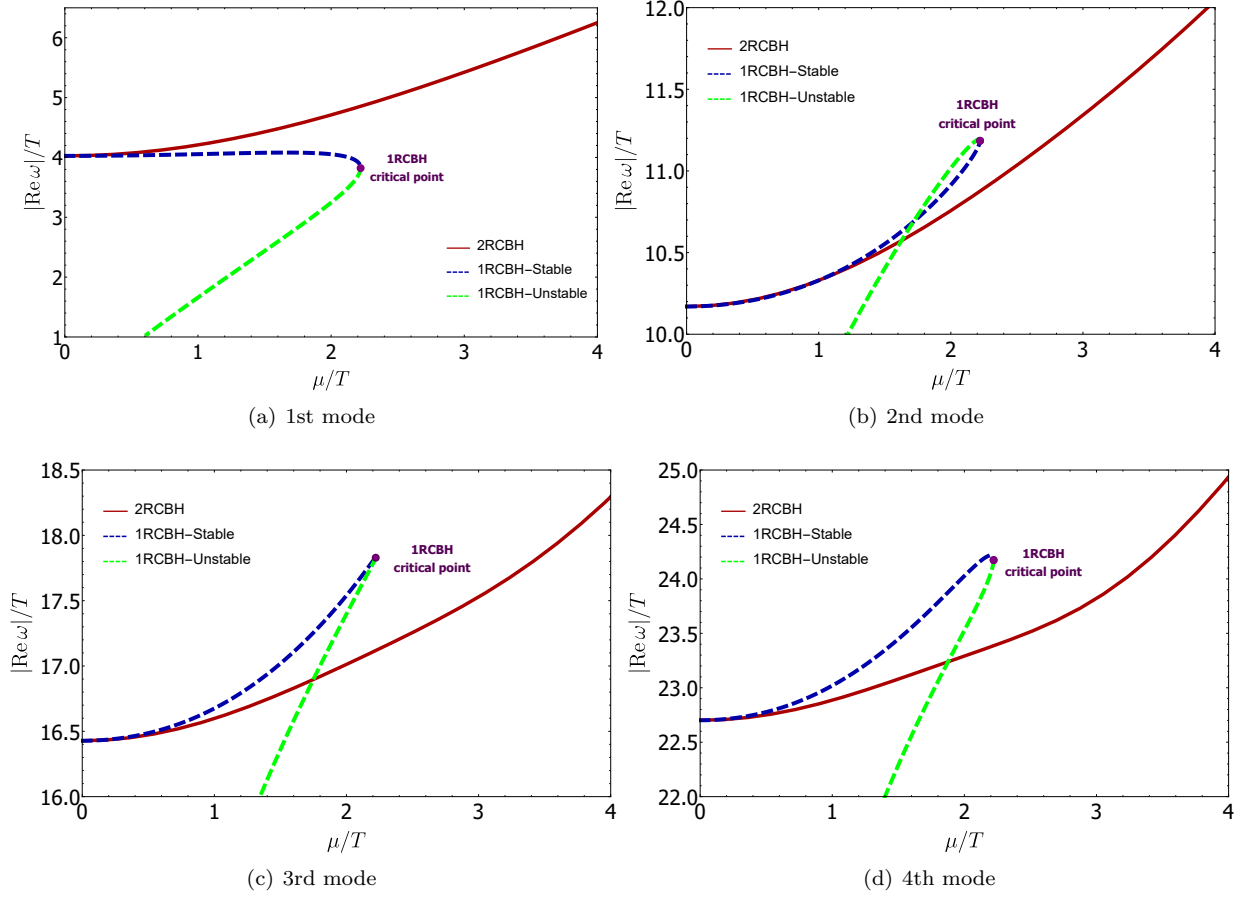 |Re ω|/T
6
5
4
3
2
1
0
1
2
3
4
μ/T
1RCBH
critical point
2RCBH
1RCBH–Stable
1RCBH–Unstable
(a) 1st mode
|Re ω|/T
12.0
11.5
11.0
10.5
10.0
0
1
2
3
4
μ/T
2RCBH
1RCBH–Stable
1RCBH–Unstable
1RCBH
critical point
(b) 2nd mode
|Re ω|/T
18.5
18.0
17.5
17.0
16.5
16.0
0
1
2
3
4
μ/T
2RCBH
1RCBH–Stable
1RCBH–Unstable
1RCBH
critical point
(c) 3rd mode
|Re ω|/T
25.0
24.5
24.0
23.5
23.0
22.5
22.0
0
1
2
3
4
μ/T
2RCBH
1RCBH–Stable
1RCBH–Unstable
1RCBH
critical point
(d) 4th mode